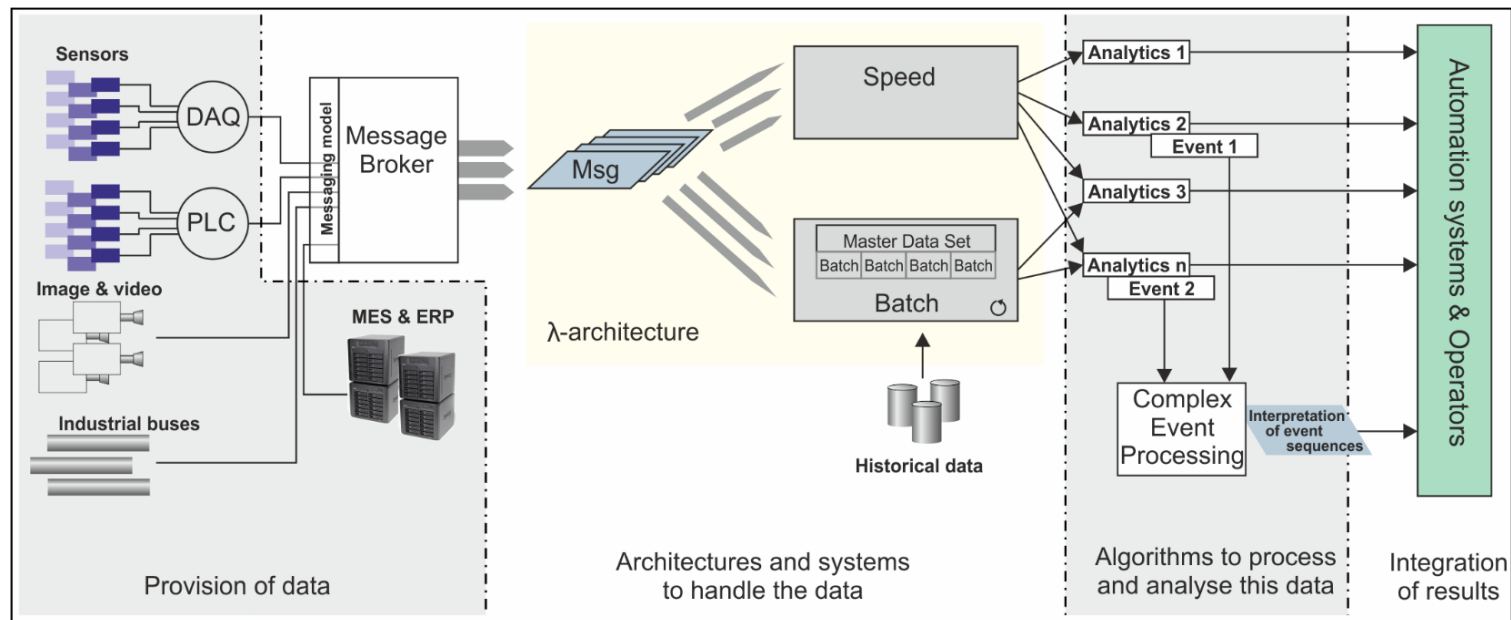 Sensors
DAQ
PLC
Image & video
Industrial buses
MES & ERP
Provision of data
Messaging model
Message
Broker
Msg
λ-architecture
Speed
Master Data Set
Batch Batch Batch Batch
Batch
Historical data
Architectures and systems
to handle the data
Analytics 1
Analytics 2
Event 1
Analytics 3
Analytics n
Event 2
Complex
Event
Processing
Interpretation
of event
sequences
Algorithms to process
and analyse this data
Automation systems & Operators
Integration
of results